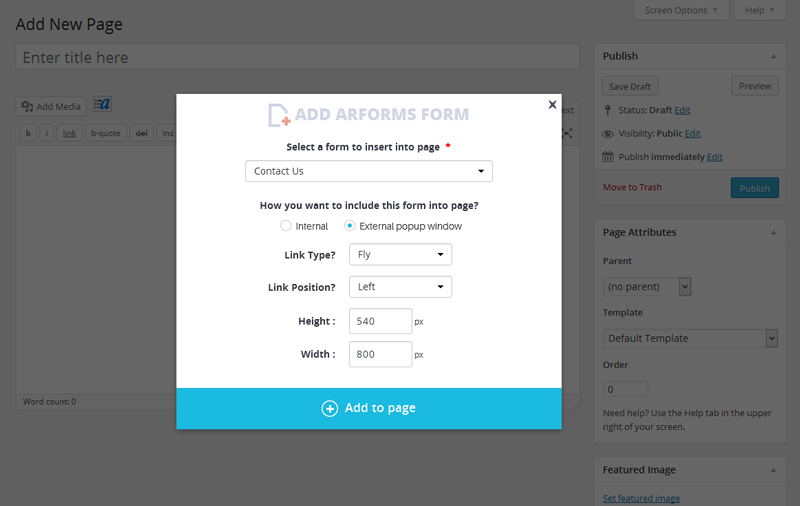 Screen Options
Help
Add New Page
Enter title here
Add Media
a
ext
b
i
link
b-quote
del
ins
Word count: 0
ADD ARFORMS FORM
Select a form to insert into page *
Contact Us
How you want to include this form into page?
Internal
External popup window
Link Type?
Fly
Link Position?
Left
Height :
540
px
Width :
800
px
Add to page
Publish
Save Draft
Preview
Status: Draft Edit
Visibility: Public Edit
Publish immediately Edit
Move to Trash
Publish
Page Attributes
Parent
(no parent)
Template
Default Template
Order
0
Need help? Use the Help tab in the upper
right of your screen.
Featured Image
Set featured image